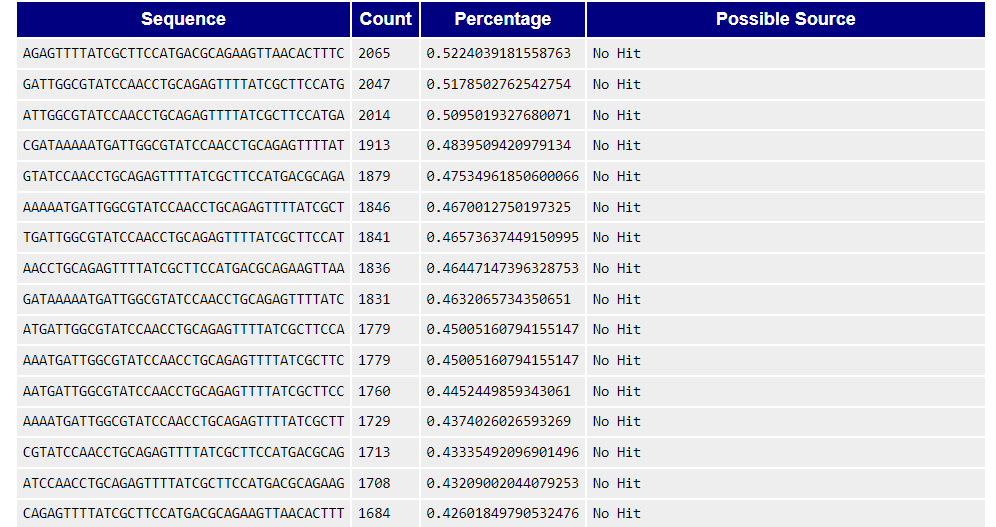 Sequence Count Percentage Possible Source
AGAGTTTTATCGCTTCCATGACGCAGAAGTTAACACTTTC 2065 0.5224039181558763 No Hit
GATTGGCGTATCCAACCTGCAGAGTTTTATCGCTTCCATG 2047 0.5178502762542754 No Hit
ATTGGCGTATCCAACCTGCAGAGTTTTATCGCTTCCATGA 2014 0.5095019327680071 No Hit
CGATAAAAATGATTGGCGTATCCAACCTGCAGAGTTTTAT 1913 0.4839509420979134 No Hit
GTATCCAACCTGCAGAGTTTTATCGCTTCCATGACGCAGA 1879 0.47534961850600066 No Hit
AAAAATGATTGGCGTATCCAACCTGCAGAGTTTTATCGCT 1846 0.4670012750197325 No Hit
TGATTGGCGTATCCAACCTGCAGAGTTTTATCGCTTCCAT 1841 0.46573637449150995 No Hit
AACCTGCAGAGTTTTATCGCTTCCATGACGCAGAAGTTAA 1836 0.46447147396328753 No Hit
GATAAAAATGATTGGCGTATCCAACCTGCAGAGTTTTATC 1831 0.4632065734350651 No Hit
ATGATTGGCGTATCCAACCTGCAGAGTTTTATCGCTTCCA 1779 0.45005160794155147 No Hit
AAATGATTGGCGTATCCAACCTGCAGAGTTTTATCGCTTC 1779 0.45005160794155147 No Hit
AATGATTGGCGTATCCAACCTGCAGAGTTTTATCGCTTCC 1760 0.4452449859343061 No Hit
AAAATGATTGGCGTATCCAACCTGCAGAGTTTTATCGCTT 1729 0.4374026026593269 No Hit
CGTATCCAACCTGCAGAGTTTTATCGCTTCCATGACGCAG 1713 0.43335492096901496 No Hit
ATCCAACCTGCAGAGTTTTATCGCTTCCATGACGCAGAAG 1708 0.43209002044079253 No Hit
CAGAGTTTTATCGCTTCCATGACGCAGAAGTTAACACTTT 1684 0.42601849790532476 No Hit